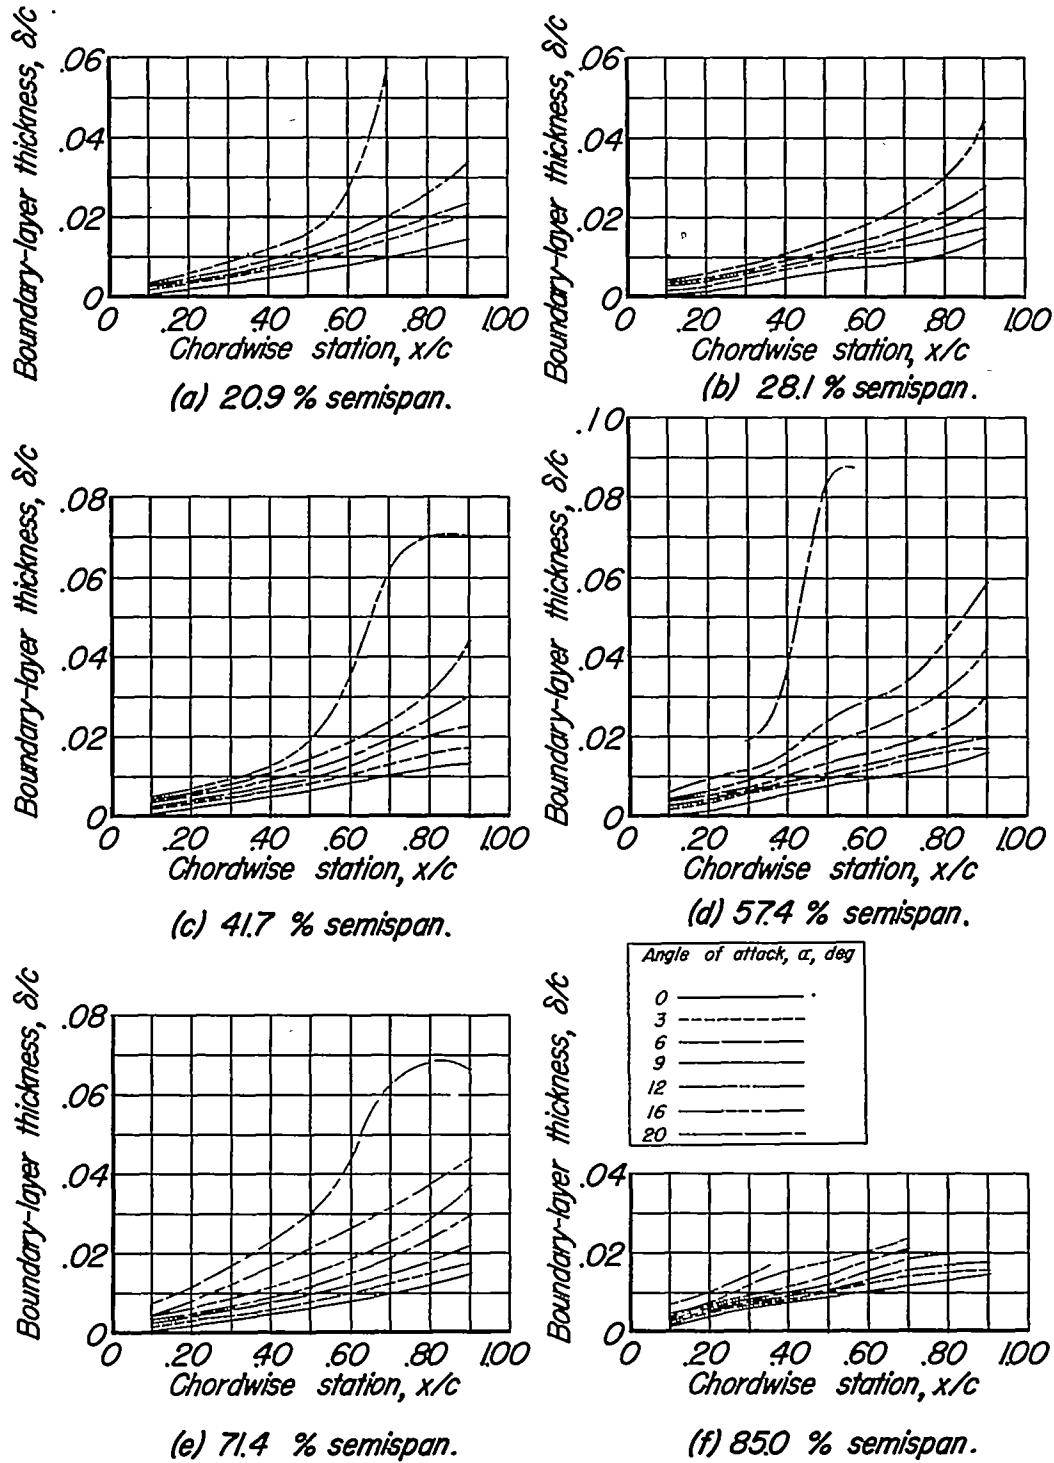 Boundary-layer thickness, δ/c
.06
.04
.02
0
0 .20 .40 .60 .80 1.00
Chordwise station, x/c
(a) 20.9 % semispan.
Boundary-layer thickness, δ/c
.06
.04
.02
0
0 .20 .40 .60 .80 1.00
Chordwise station, x/c
(b) 28.1 % semispan.
Boundary-layer thickness, δ/c
.08
.06
.04
.02
0
0 .20 .40 .60 .80 1.00
Chordwise station, x/c
(c) 41.7 % semispan.
Boundary-layer thickness, δ/c
.10
.08
.06
.04
.02
0
0 .20 .40 .60 .80 1.00
Chordwise station, x/c
(d) 57.4 % semispan.
Angle of attack, α, deg
0
3
6
9
12
16
20
Boundary-layer thickness, δ/c
.08
.06
.04
.02
0
0 .20 .40 .60 .80 1.00
Chordwise station, x/c
(e) 71.4 % semispan.
Boundary-layer thickness, δ/c
.04
.02
0
0 .20 .40 .60 .80 1.00
Chordwise station, x/c
(f) 85.0 % semispan.